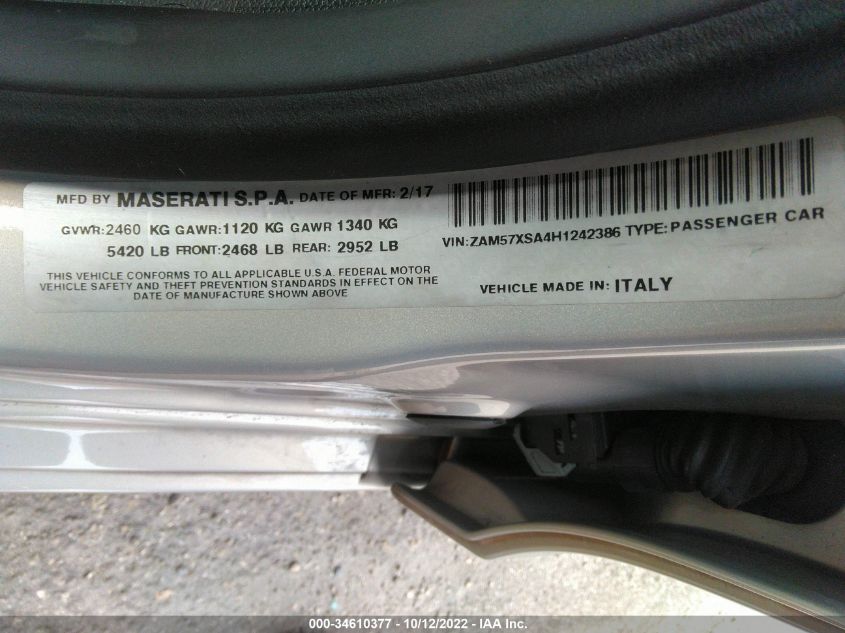 MFD BY MASERATI S.P.A. DATE OF MFR: 2/17
GVWR:2460 KG GAWR:1120 KG GAWR 1340 KG
5420 LB FRONT:2468 LB REAR: 2952 LB
THIS VEHICLE CONFORMS TO ALL APPLICABLE U.S.A. FEDERAL MOTOR
VEHICLE SAFETY AND THEFT PREVENTION STANDARDS IN EFFECT ON THE
DATE OF MANUFACTURE SHOWN ABOVE
VIN:ZAM57XSA4H1242386 TYPE:PASSENGER CAR
VEHICLE MADE IN: ITALY
000-34610377 - 10/12/2022 - IAA Inc.